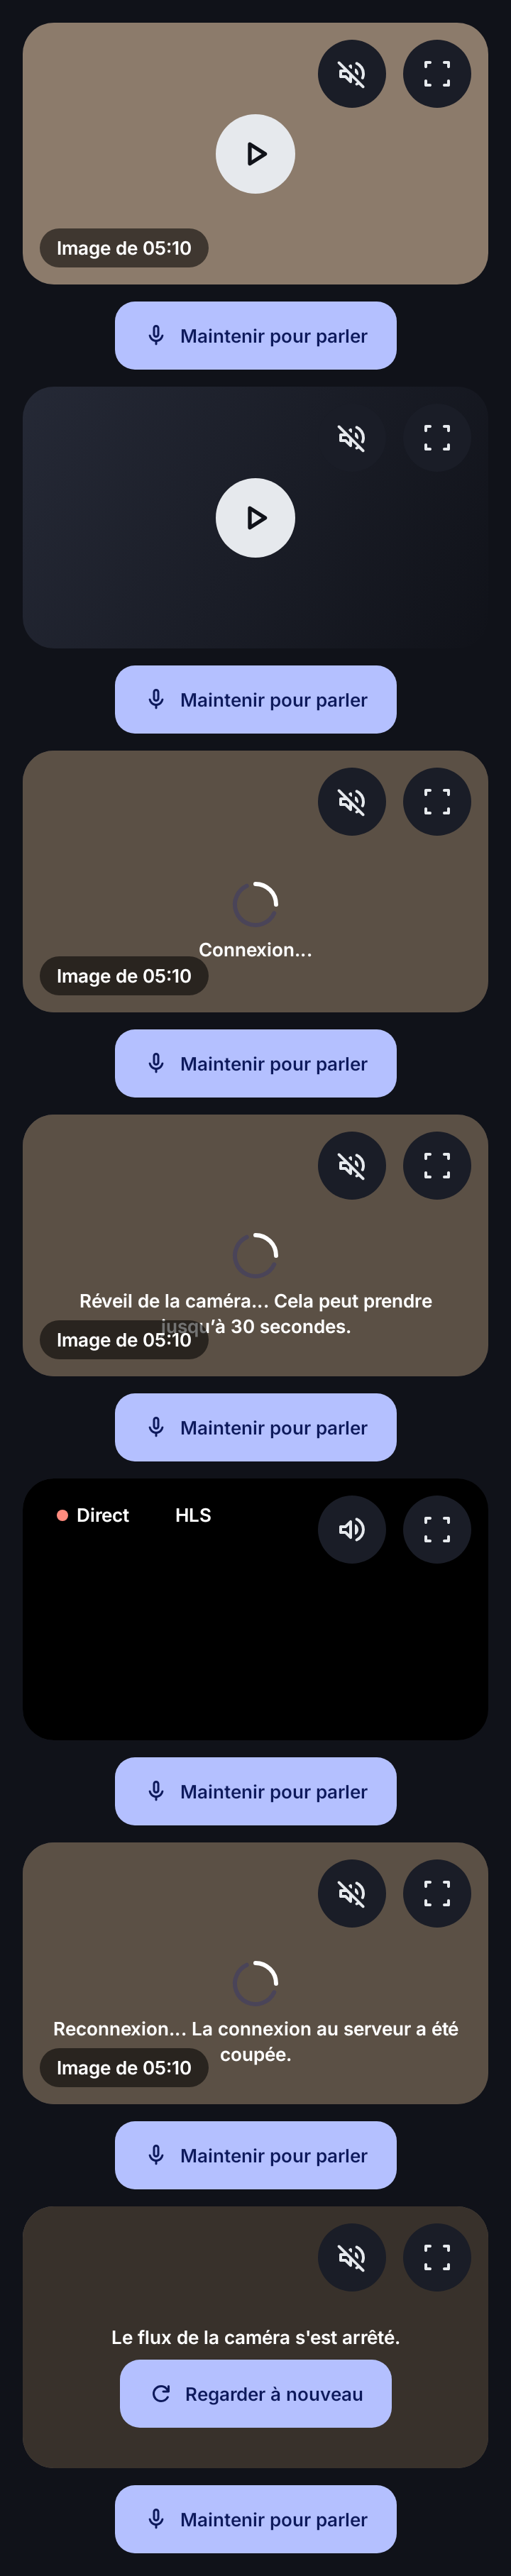 Image de 05:10
Maintenir pour parler
Maintenir pour parler
Connexion…
Image de 05:10
Maintenir pour parler
Réveil de la caméra… Cela peut prendre
jusqu’à 30 secondes.
Image de 05:10
Maintenir pour parler
Direct HLS
Maintenir pour parler
Reconnexion… La connexion au serveur a été
coupée.
Image de 05:10
Maintenir pour parler
Le flux de la caméra s'est arrêté.
Regarder à nouveau
Maintenir pour parler